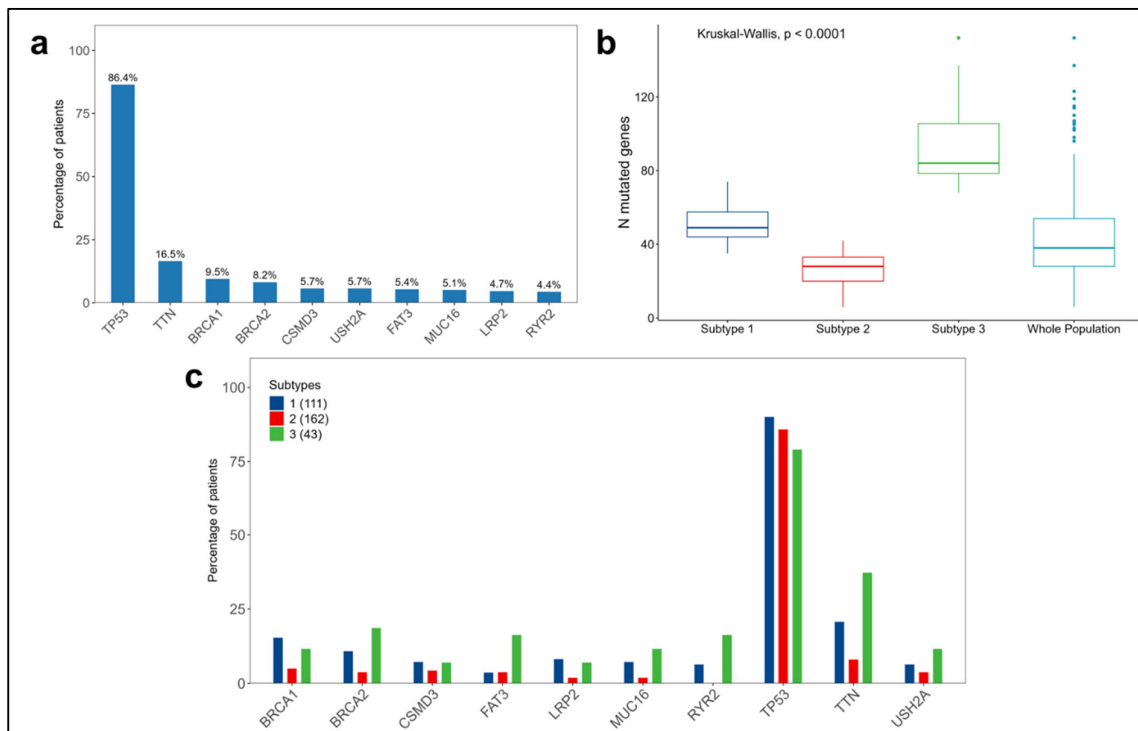 a
Percentage of patients
100
75
50
25
0
86.4%
16.5%
9.5%
8.2%
5.7%
5.7%
5.4%
5.1%
4.7%
4.4%
TP53
TTN
BRCA1
BRCA2
CSMD3
USH2A
FAT3
MUC16
LRP2
RYR2
b
Kruskal-Wallis, p < 0.0001
N mutated genes
120
80
40
0
Subtype 1
Subtype 2
Subtype 3
Whole Population
c
Subtypes
1 (111)
2 (162)
3 (43)
Percentage of patients
100
75
50
25
0
BRCA1
BRCA2
CSMD3
FAT3
LRP2
MUC16
RYR2
TP53
TTN
USH2A